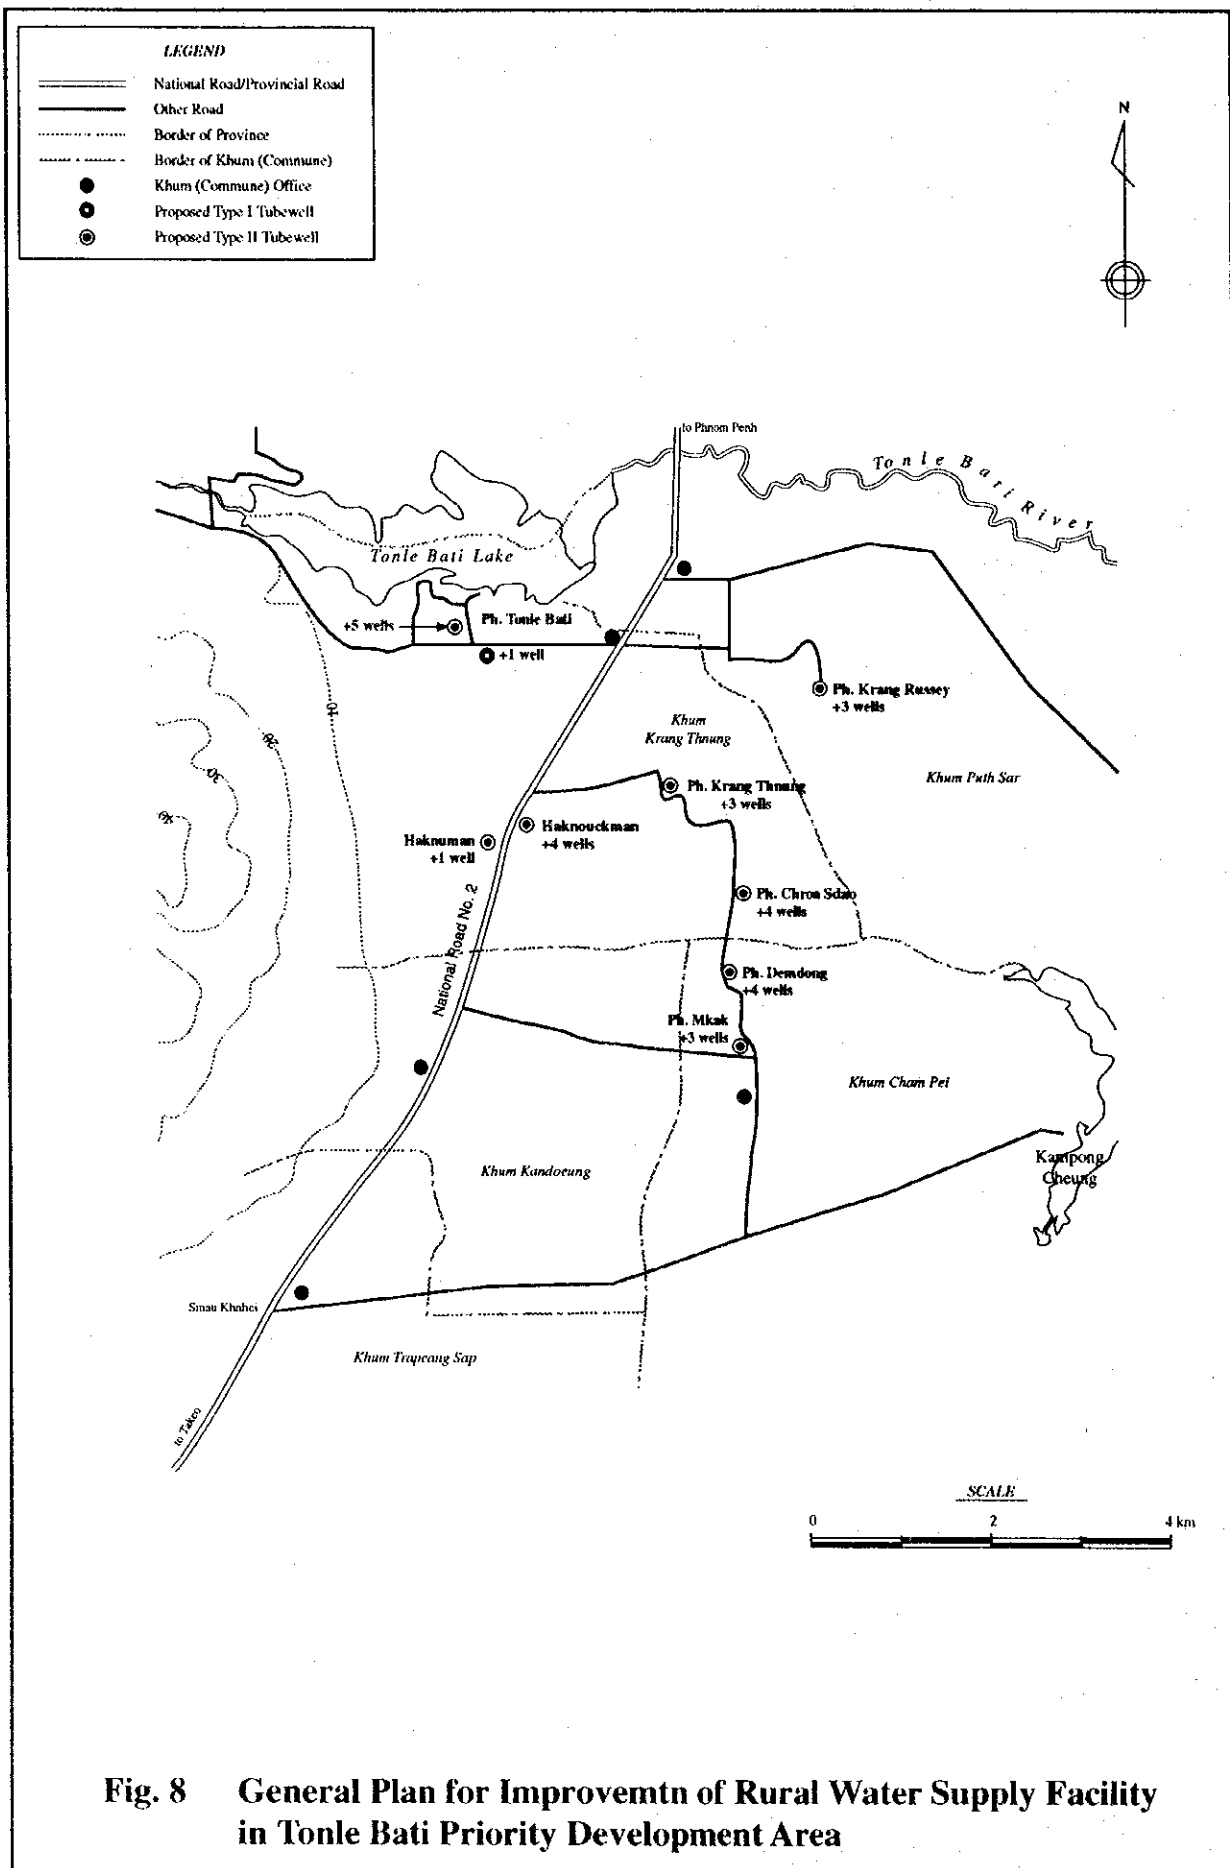 LEGEND
National Road/Provincial Road
Other Road
Border of Province
Border of Khum (Commune)
Khum (Commune) Office
Proposed Type I Tubewell
Proposed Type II Tubewell
N
to Phnom Penh
Tonle Bati River
Tonle Bati Lake
+5 wells
Ph. Tonle Bati
+1 well
Ph. Krang Russey
+3 wells
10
20
30
40
Khum
Krang Thnung
Khum Puth Sar
Ph. Krang Thnung
+3 wells
Haknuman
+1 well
Haknouckman
+4 wells
National Road No. 2
Ph. Chron Sdao
+4 wells
Ph. Demdong
+4 wells
Ph. Mkak
+3 wells
Khum Cham Pei
Kampong
Cheung
Khum Kandoeung
Smau Khnhei
Khum Trapeang Sap
to Takeo
SCALE
0 2 4 km
Fig. 8 General Plan for Improvemtn of Rural Water Supply Facility
in Tonle Bati Priority Development Area